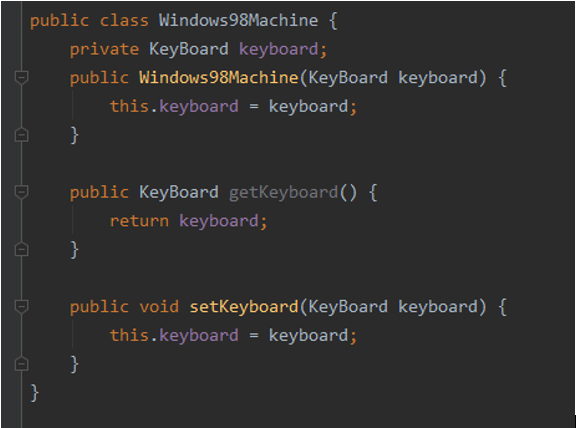 public class Windows98Machine {
    private KeyBoard keyboard;
    public Windows98Machine(KeyBoard keyboard) {
        this.keyboard = keyboard;
    }

    public KeyBoard getKeyboard() {
        return keyboard;
    }

    public void setKeyboard(KeyBoard keyboard) {
        this.keyboard = keyboard;
    }
}